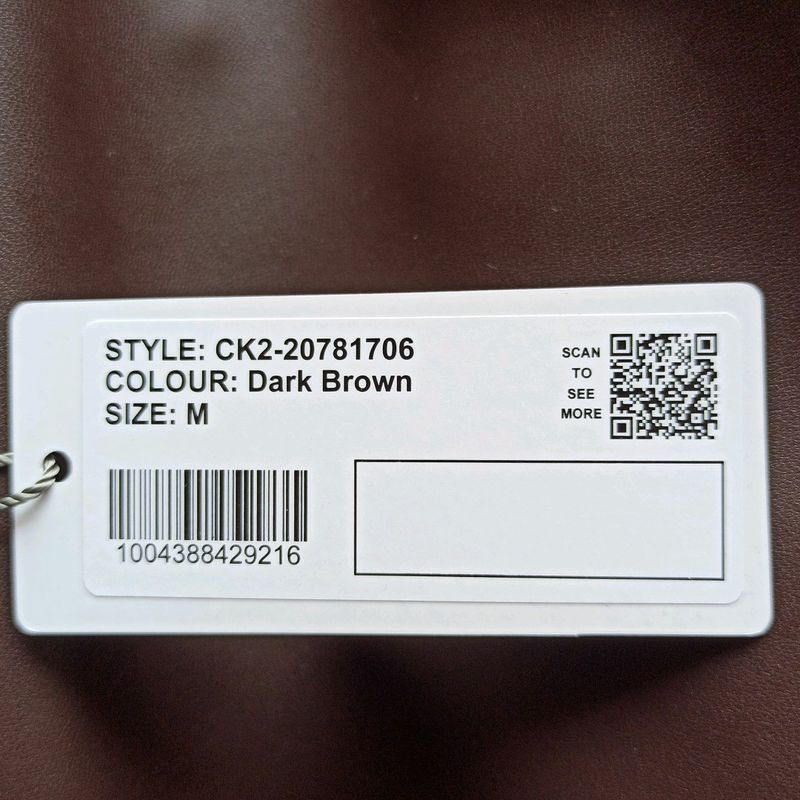 STYLE: CK2-20781706
COLOUR: Dark Brown
SIZE: M
SCAN
TO
SEE
MORE
1004388429216